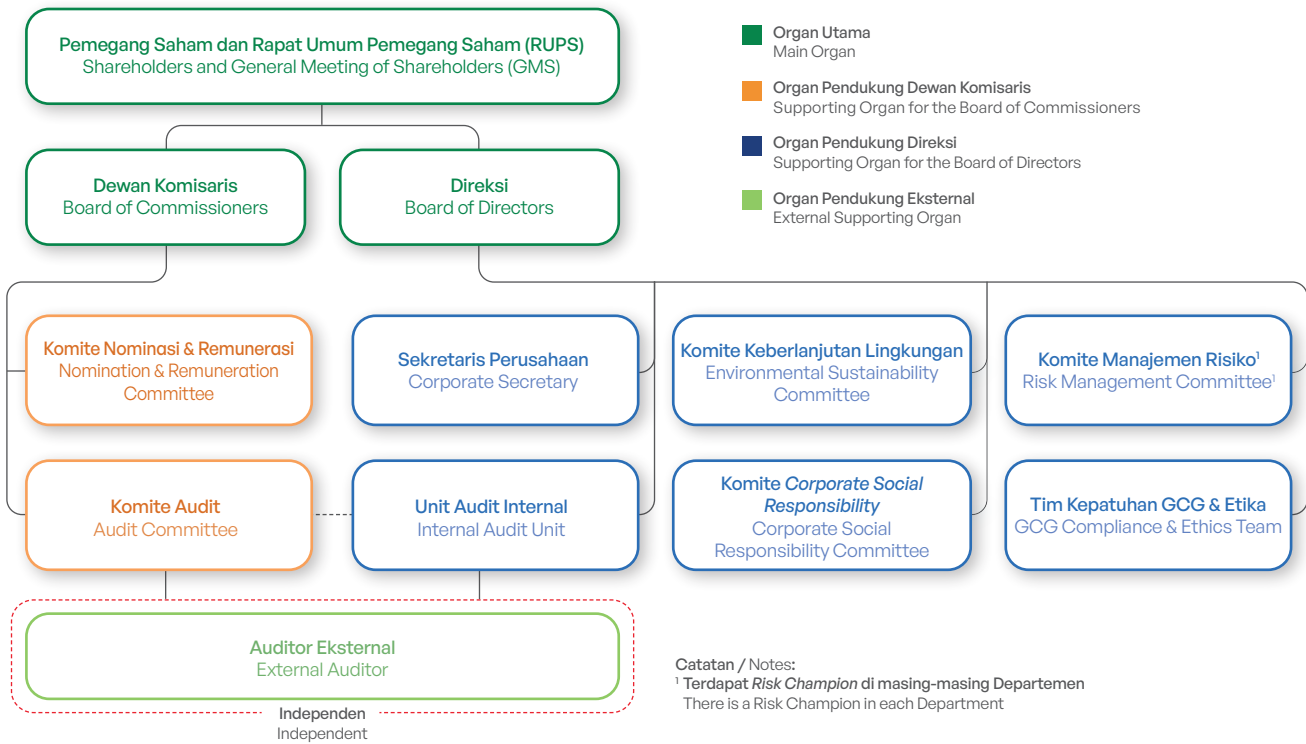 Pemegang Saham dan Rapat Umum Pemegang Saham (RUPS)
Shareholders and General Meeting of Shareholders (GMS)
Organ Utama
Main Organ
Organ Pendukung Dewan Komisaris
Supporting Organ for the Board of Commissioners
Organ Pendukung Direksi
Supporting Organ for the Board of Directors
Organ Pendukung Eksternal
External Supporting Organ
Dewan Komisaris
Board of Commissioners
Direksi
Board of Directors
Komite Nominasi & Remunerasi
Nomination & Remuneration
Committee
Sekretaris Perusahaan
Corporate Secretary
Komite Keberlanjutan Lingkungan
Environmental Sustainability
Committee
Komite Manajemen Risiko¹
Risk Management Committee¹
Komite Audit
Audit Committee
Unit Audit Internal
Internal Audit Unit
Komite Corporate Social
Responsibility
Corporate Social
Responsibility Committee
Tim Kepatuhan GCG & Etika
GCG Compliance & Ethics Team
Auditor Eksternal
External Auditor
Independen
Independent
Catatan / Notes:
¹ Terdapat Risk Champion di masing-masing Departemen
There is a Risk Champion in each Department